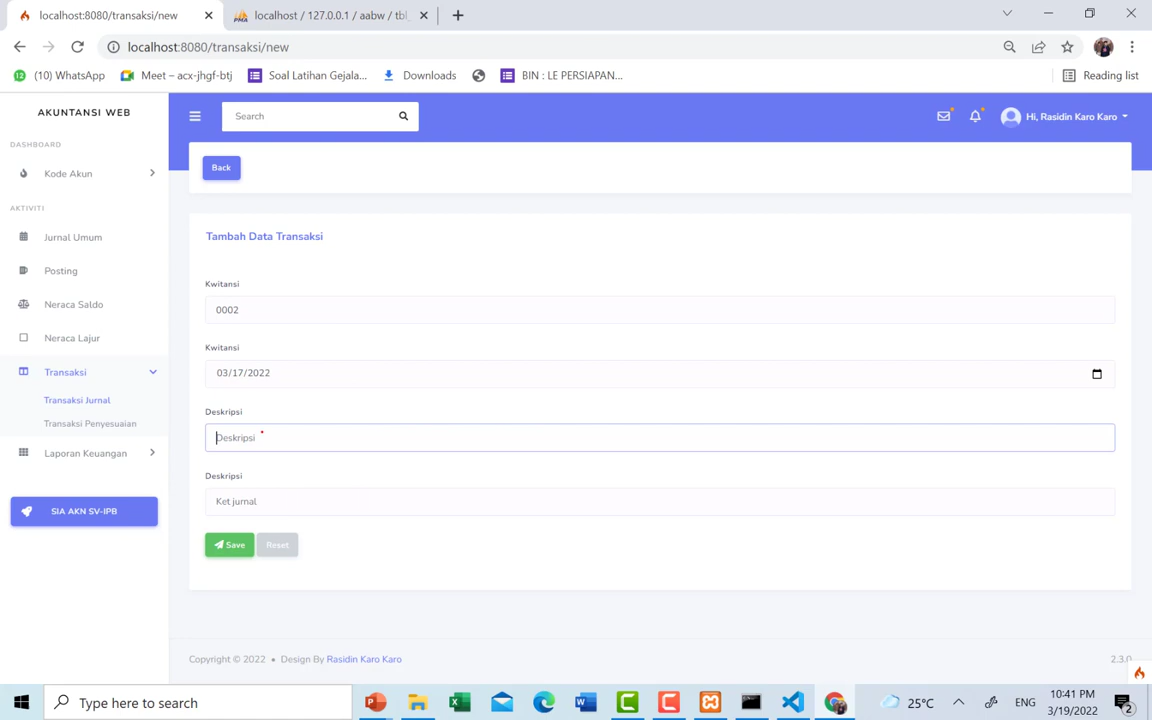 localhost:8080/transaksi/new
localhost / 127.0.0.1 / aabw / tbl_
localhost:8080/transaksi/new
12
(10) WhatsApp
Meet – acx-jhgf-btj
Soal Latihan Gejala...
Downloads
BIN : LE PERSIAPAN...
Reading list
AKUNTANSI WEB
Search
Hi, Rasidin Karo Karo
DASHBOARD
Kode Akun
Back
AKTIVITI
Jurnal Umum
Tambah Data Transaksi
Posting
Kwitansi
Neraca Saldo
0002
Neraca Lajur
Kwitansi
Transaksi
03/17/2022
Transaksi Jurnal
Deskripsi
Transaksi Penyesuaian
Deskripsi
Laporan Keuangan
Deskripsi
Ket jurnal
SIA AKN SV-IPB
Save
Reset
Copyright © 2022 • Design By Rasidin Karo Karo
2.3.0
Type here to search
25°C
ENG
10:41 PM
3/19/2022
2